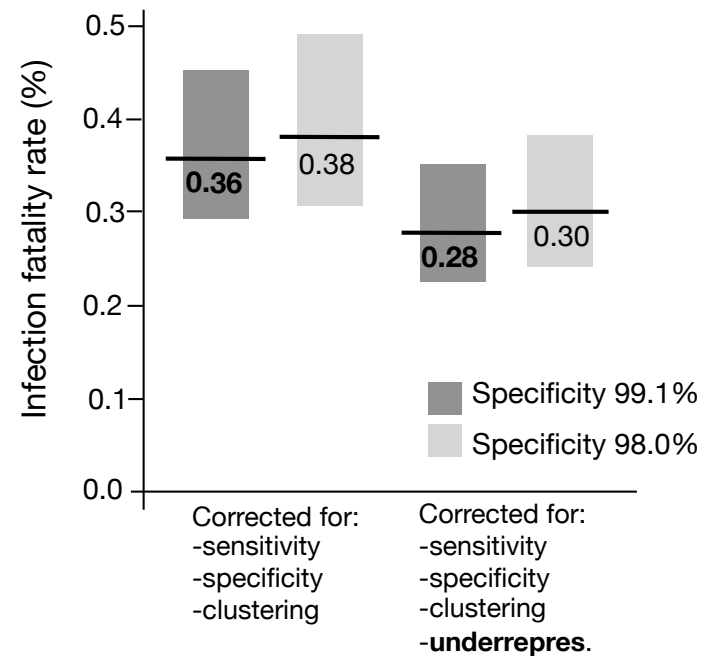 Infection fatality rate (%)
0.5
0.4
0.3
0.2
0.1
0.0
0.36
0.38
0.28
0.30
Specificity 99.1%
Specificity 98.0%
Corrected for:
-sensitivity
-specificity
-clustering
Corrected for:
-sensitivity
-specificity
-clustering
-underrepres.